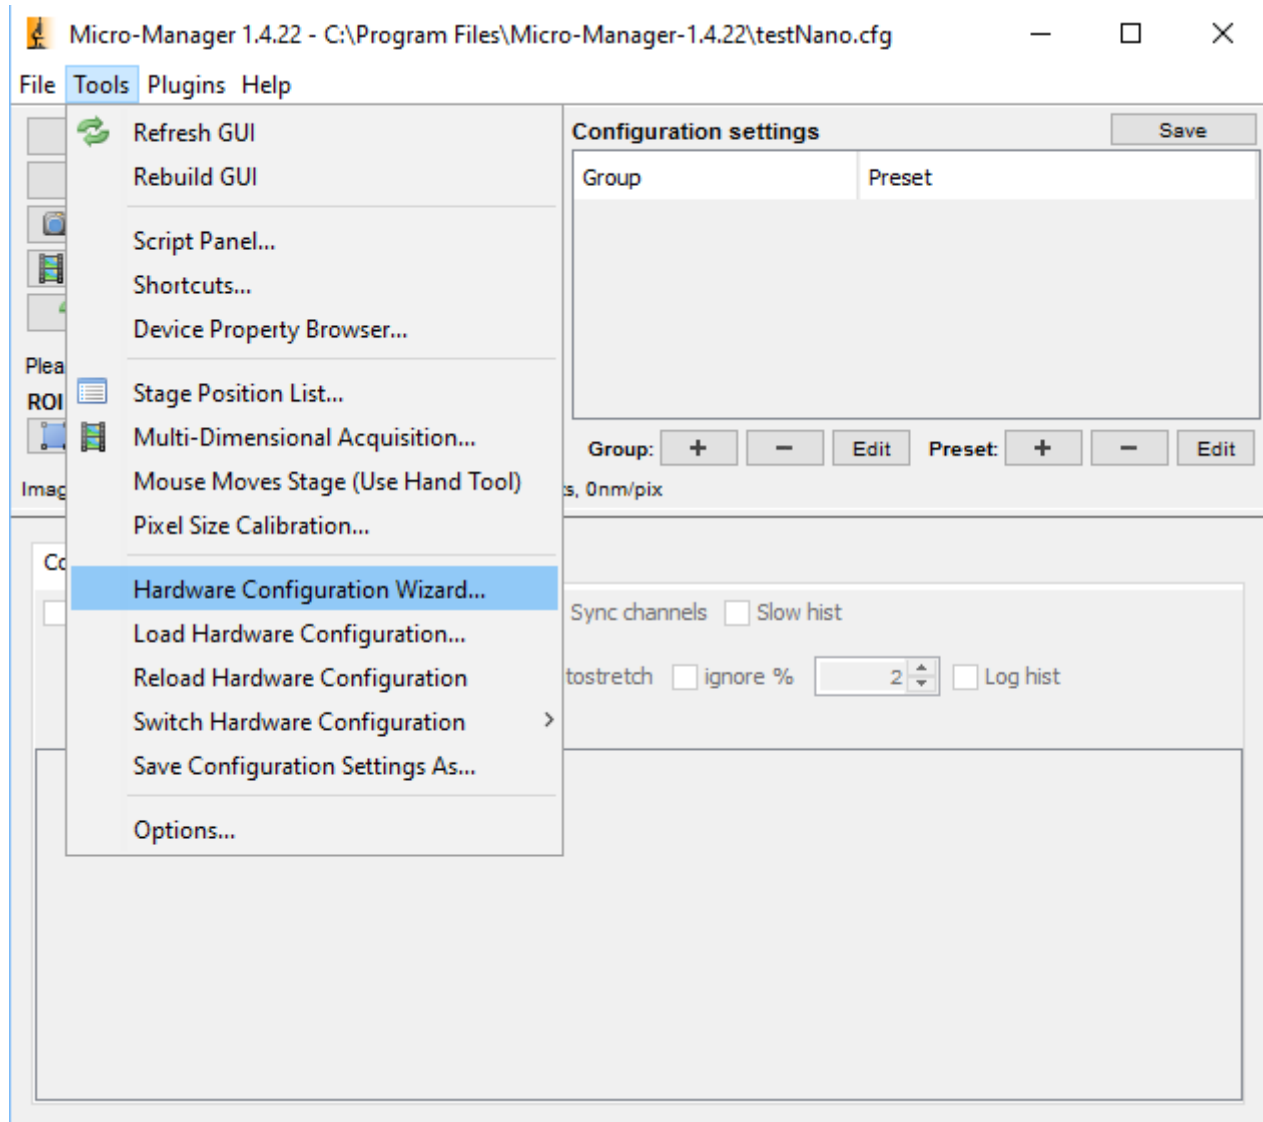 Micro-Manager 1.4.22 - C:\Program Files\Micro-Manager-1.4.22\testNano.cfg
File Tools Plugins Help
Refresh GUI
Rebuild GUI
Script Panel...
Shortcuts...
Device Property Browser...
Stage Position List...
Multi-Dimensional Acquisition...
Mouse Moves Stage (Use Hand Tool)
Pixel Size Calibration...
Hardware Configuration Wizard...
Load Hardware Configuration...
Reload Hardware Configuration
Switch Hardware Configuration
Save Configuration Settings As...
Options...
Configuration settings Save
Group Preset
Group: + − Edit Preset: + − Edit
ROI
0nm/pix
Sync channels Slow hist
ignore % 2 Log hist